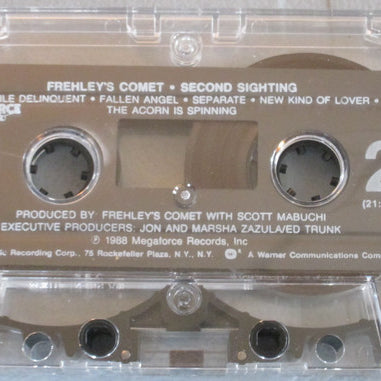 FREHLEY'S COMET • SECOND SIGHTING
DELINQUENT • FALLEN ANGEL • SEPARATE • NEW KIND OF LOVER •
THE ACORN IS SPINNING
2
(21:
PRODUCED BY: FREHLEY'S COMET WITH SCOTT MABUCHI
EXECUTIVE PRODUCERS: JON AND MARSHA ZAZULA/ED TRUNK
℗ 1988 Megaforce Records, Inc
Recording Corp., 75 Rockefeller Plaza, N.Y., N.Y. A Warner Communications